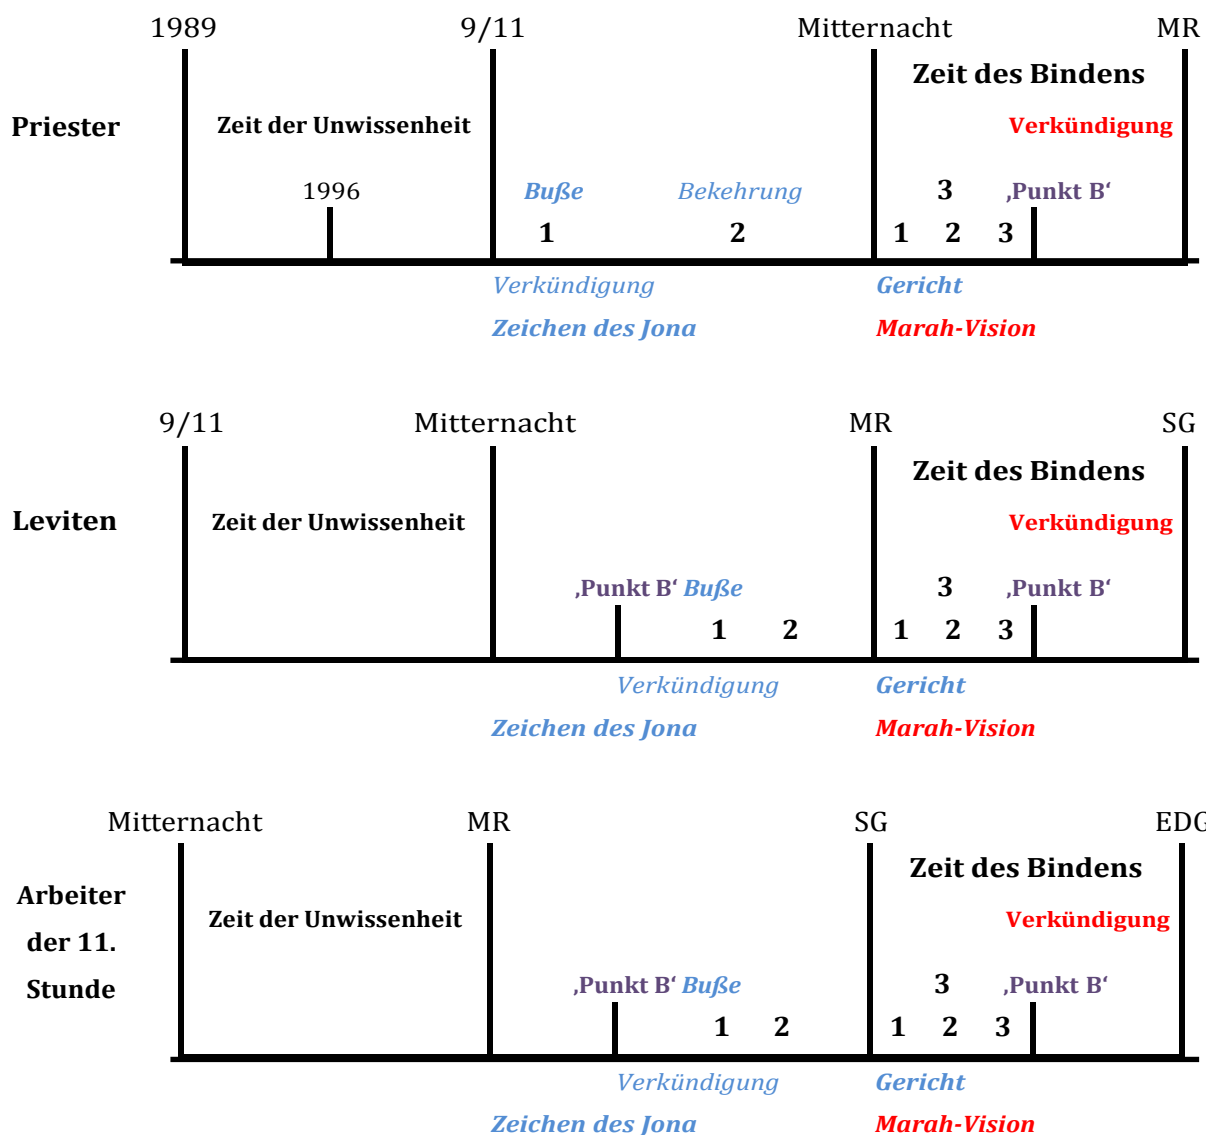 1989 9/11 Mitternacht MR
Zeit des Bindens
Priester Zeit der Unwissenheit Verkündigung
1996 Buße Bekehrung 3 ‚Punkt B‘
1 2 1 2 3
Verkündigung Gericht
Zeichen des Jona Marah-Vision
9/11 Mitternacht MR SG
Zeit des Bindens
Leviten Zeit der Unwissenheit Verkündigung
‚Punkt B‘ Buße 3 ‚Punkt B‘
1 2 1 2 3
Verkündigung Gericht
Zeichen des Jona Marah-Vision
Mitternacht MR SG EDG
Zeit des Bindens
Arbeiter
Zeit der Unwissenheit Verkündigung
der 11.
Stunde ‚Punkt B‘ Buße 3 ‚Punkt B‘
1 2 1 2 3
Verkündigung Gericht
Zeichen des Jona Marah-Vision